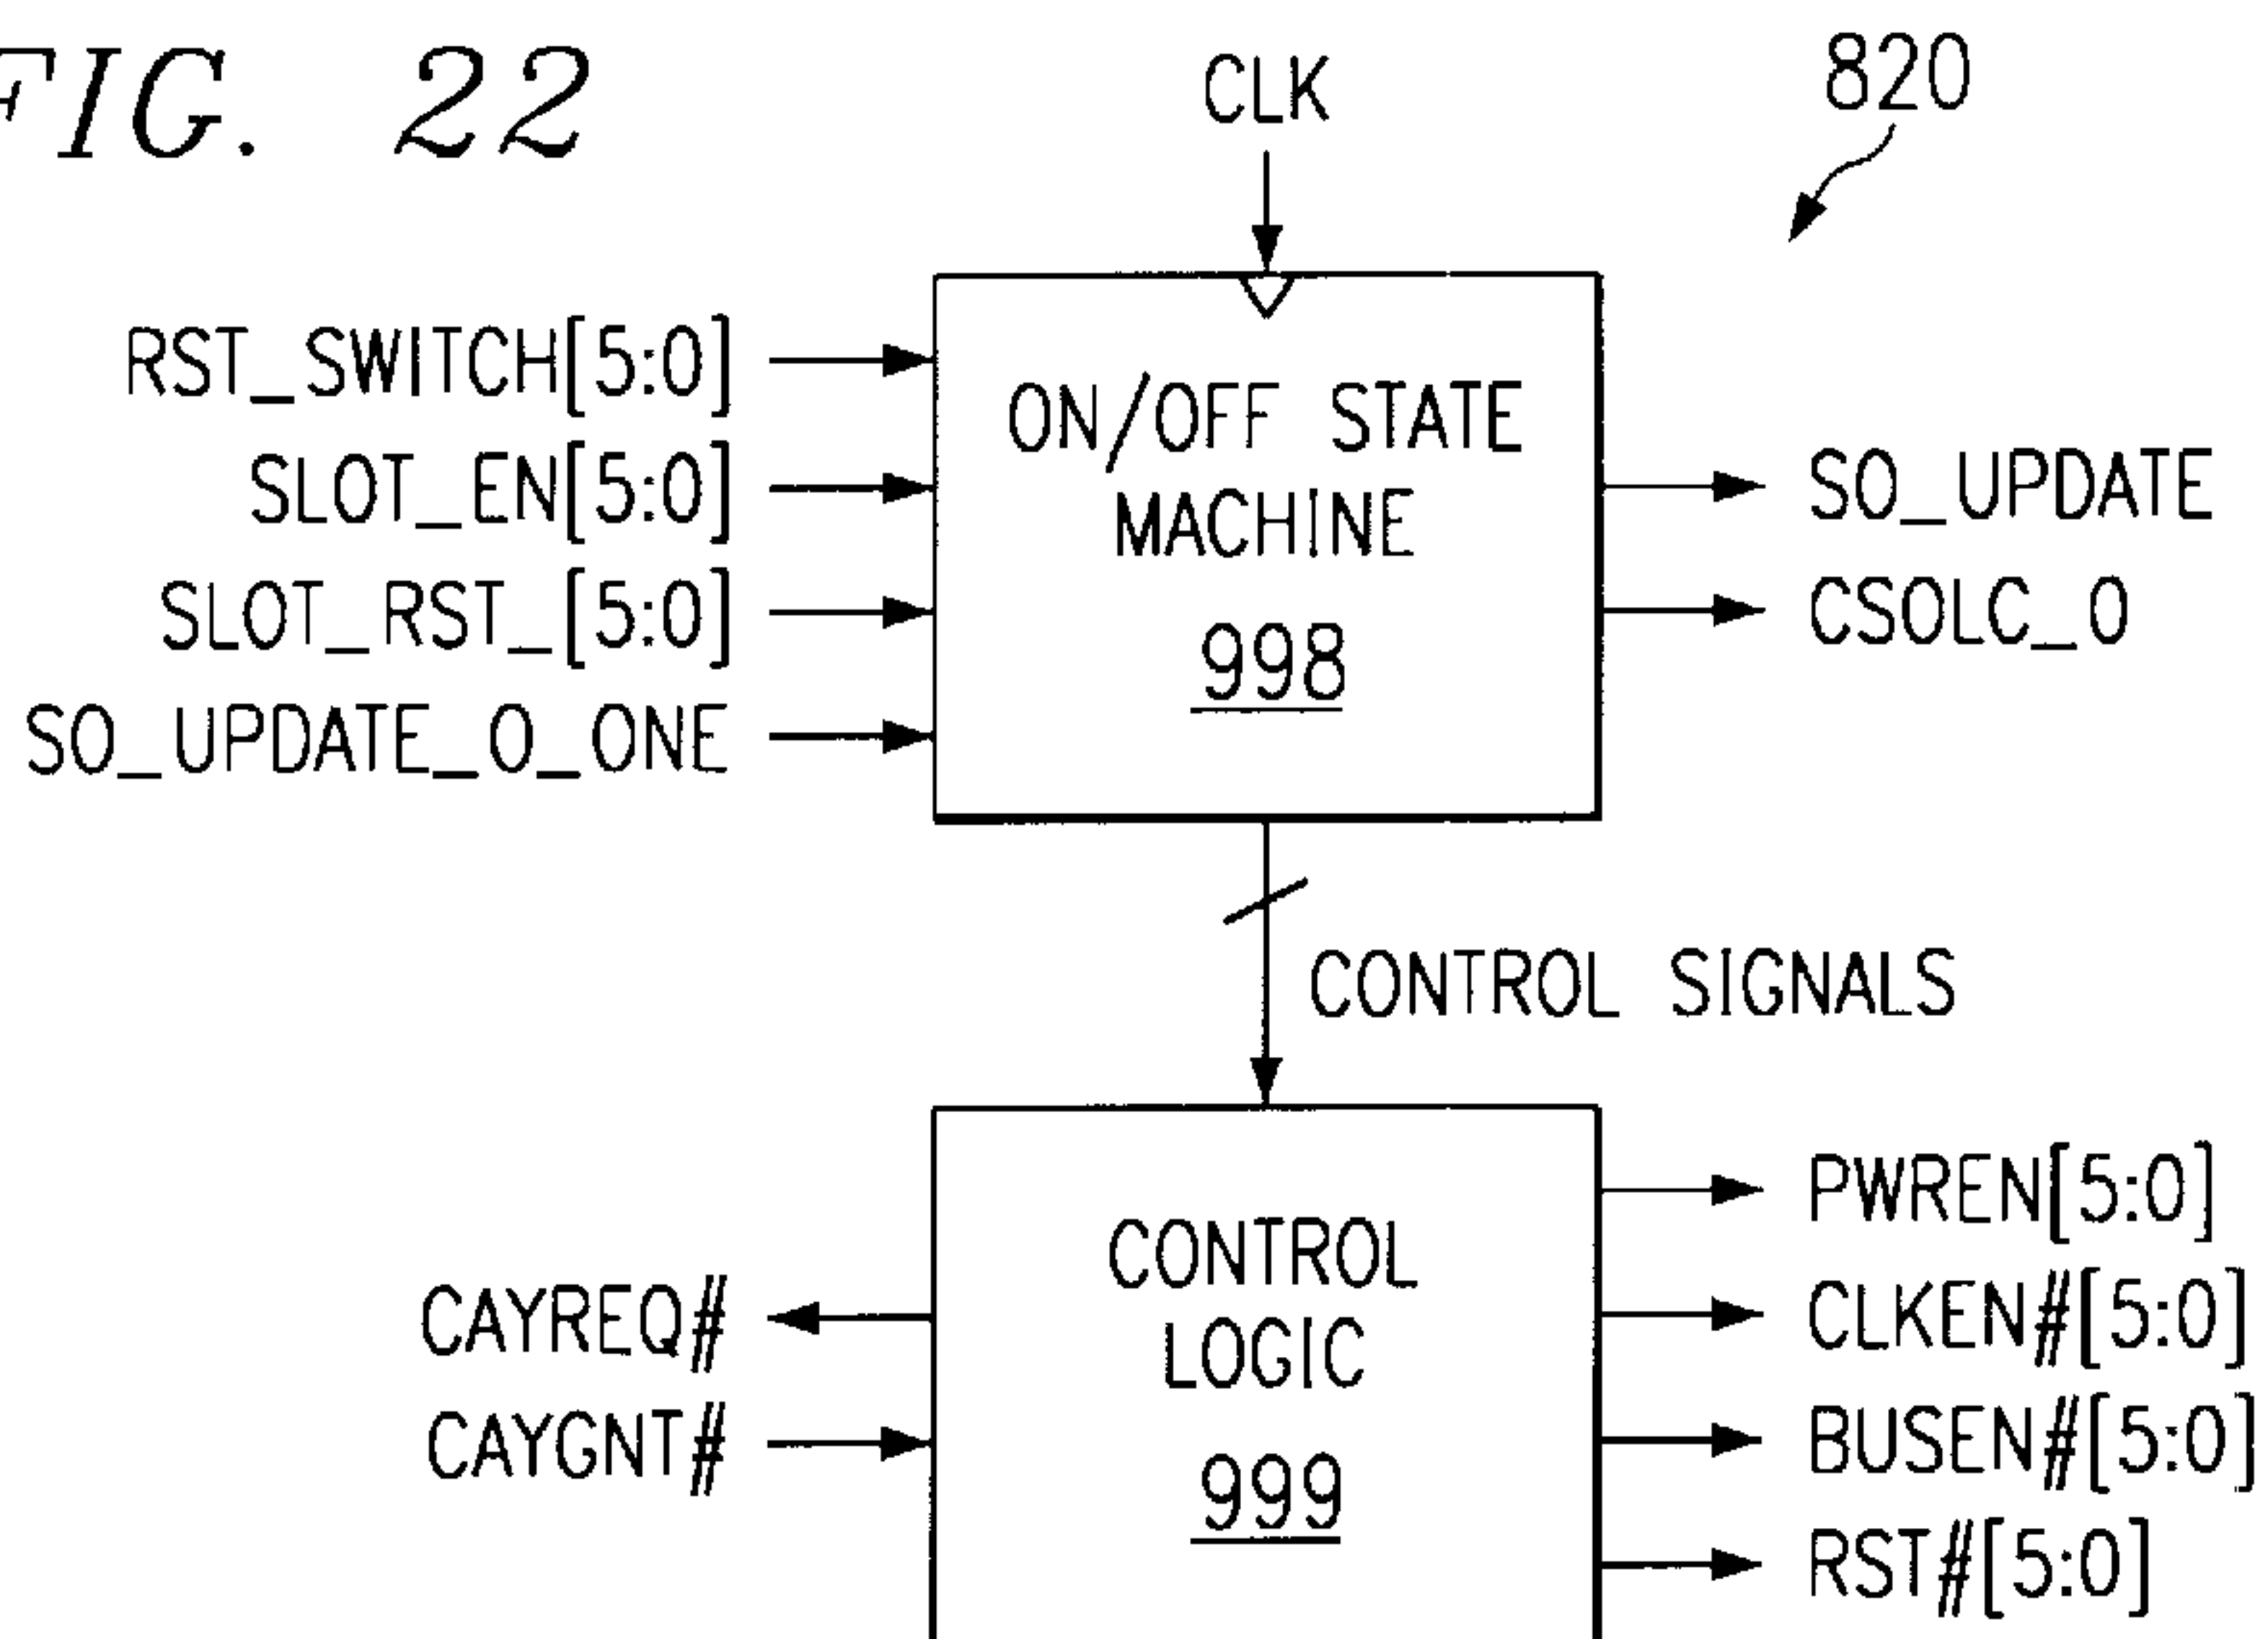 FIG. 22
CLK
820
RST_SWITCH[5:0]
SLOT_EN[5:0]
SLOT_RST_[5:0]
SO_UPDATE_0_ONE
ON/OFF STATE
MACHINE
998
SO_UPDATE
CSOLC_0
CONTROL SIGNALS
CAYREQ#
CAYGNT#
CONTROL
LOGIC
999
PWREN[5:0]
CLKEN#[5:0]
BUSEN#[5:0]
RST#[5:0]